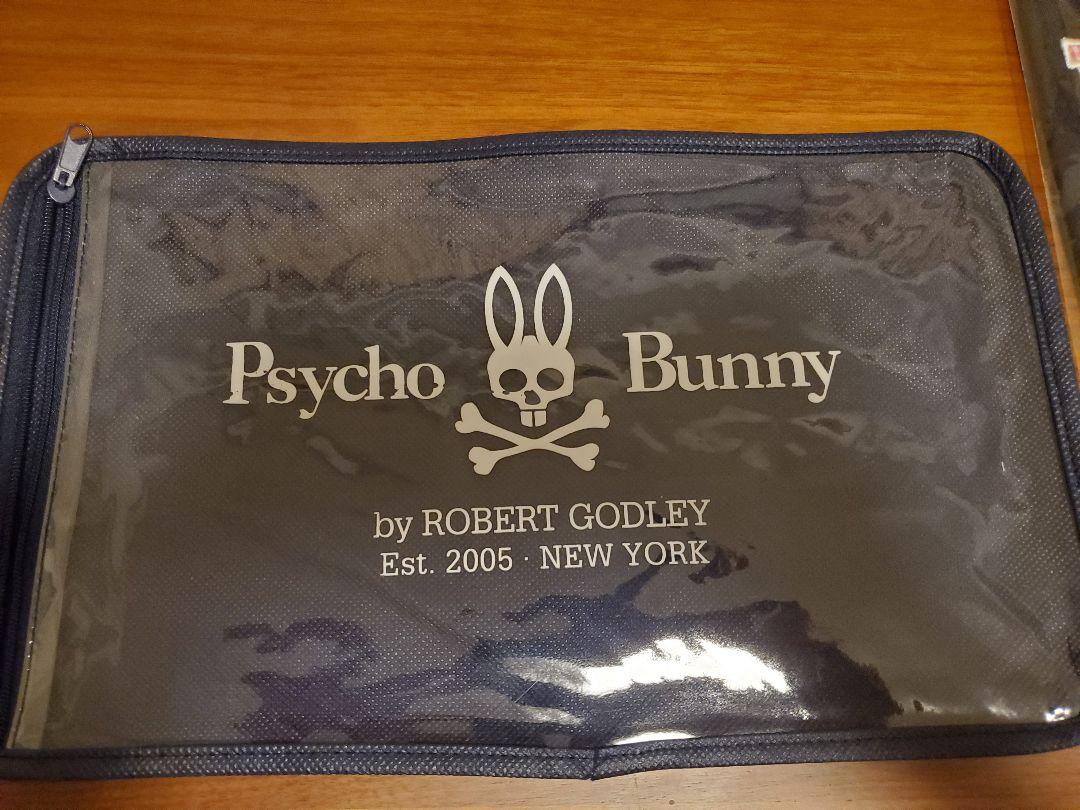 Psycho Bunny
by ROBERT GODLEY
Est. 2005 · NEW YORK